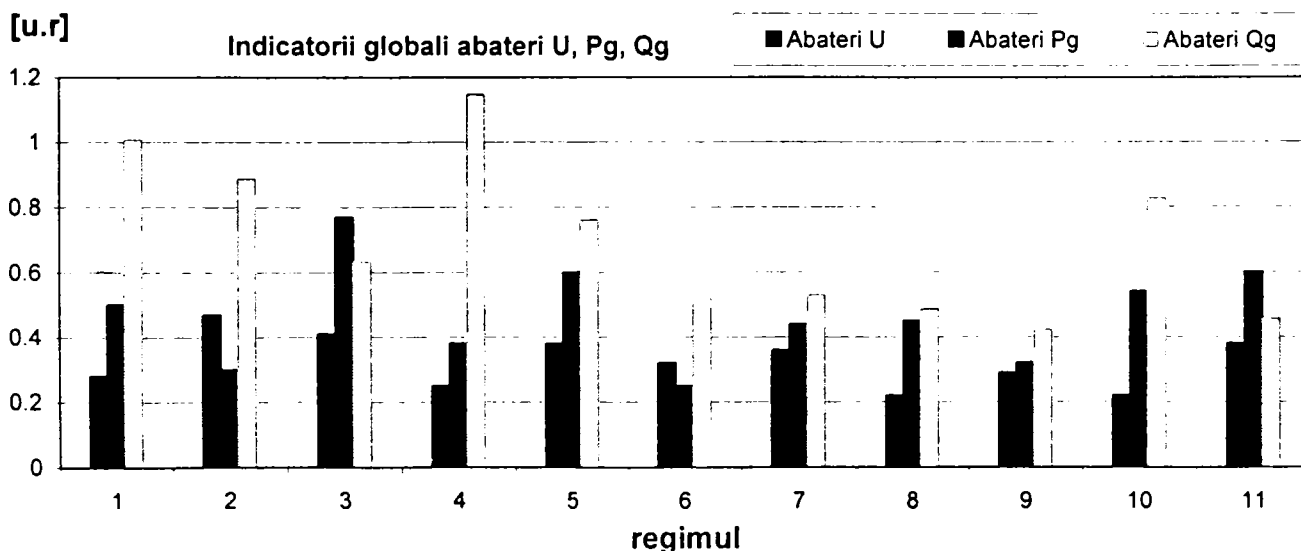 [u.r]
Indicatorii globali abateri U, Pg, Qg
Abateri U Abateri Pg Abateri Qg
1.2
1
0.8
0.6
0.4
0.2
0
1 2 3 4 5 6 7 8 9 10 11
regimul